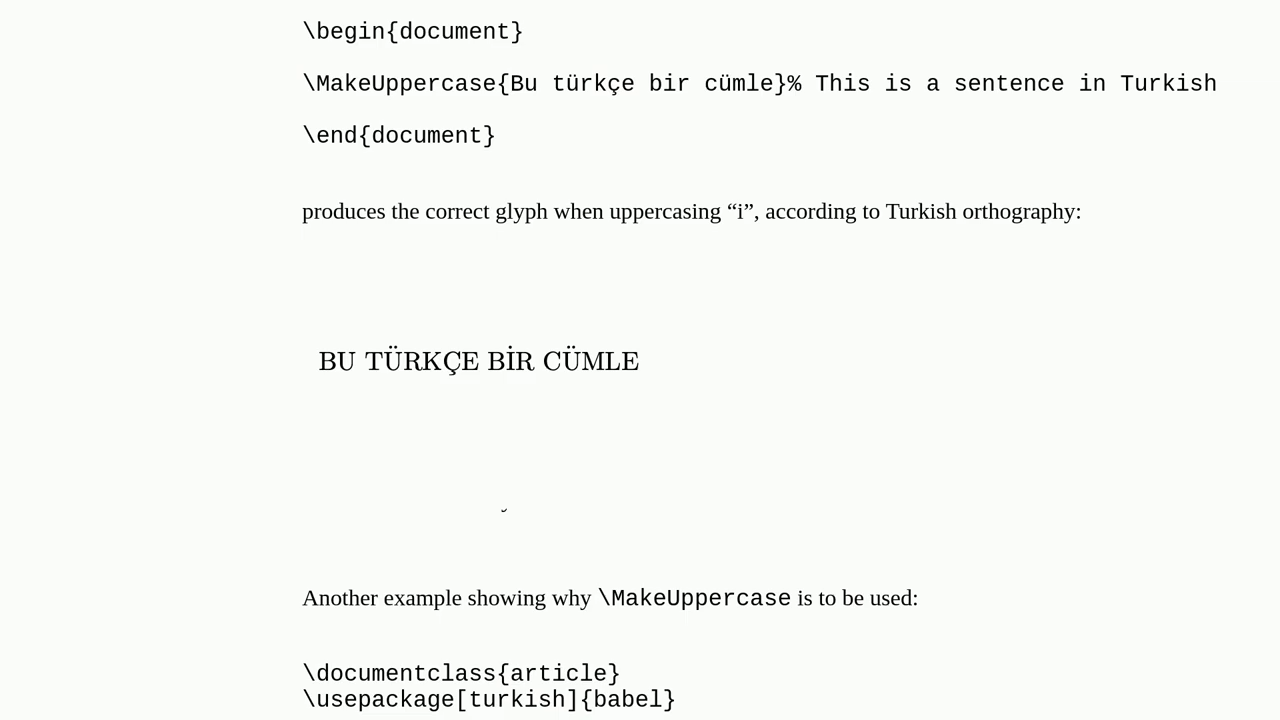 \begin{document}
\MakeUppercase{Bu türkçe bir cümle}% This is a sentence in Turkish
\end{document}
produces the correct glyph when uppercasing “i”, according to Turkish orthography:
BU TÜRKÇE BİR CÜMLE
Another example showing why \MakeUppercase is to be used:
\documentclass{article}
\usepackage[turkish]{babel}